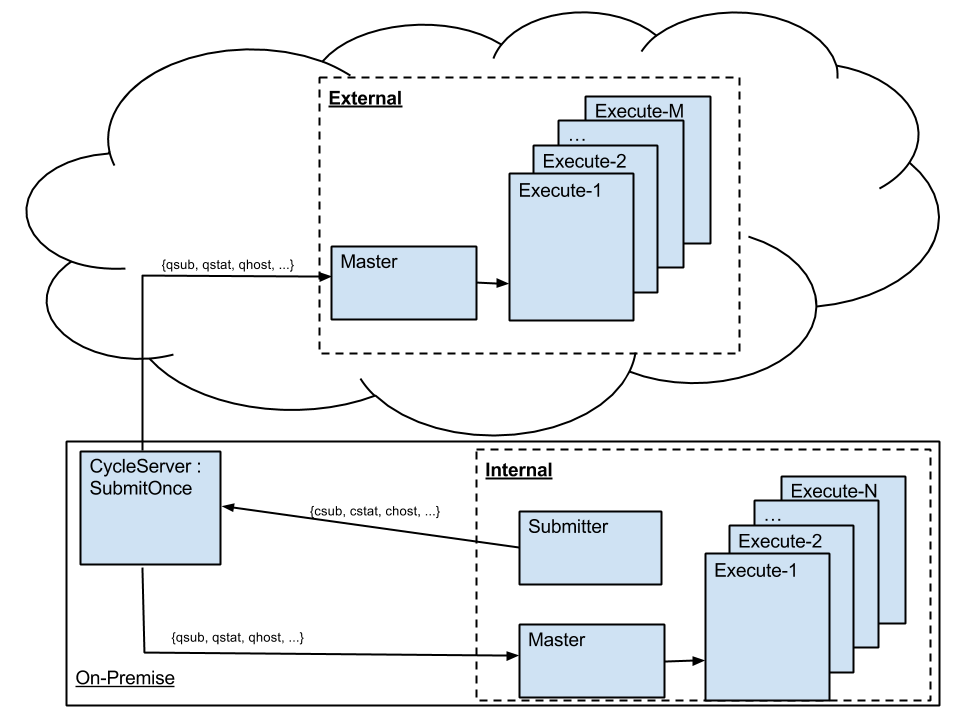 External
Execute-M
...
Execute-2
Execute-1
{qsub, qstat, qhost, ...}
Master
CycleServer :
SubmitOnce
Internal
Execute-N
{csub, cstat, chost, ...}
Submitter
...
Execute-2
Execute-1
{qsub, qstat, qhost, ...}
Master
On-Premise